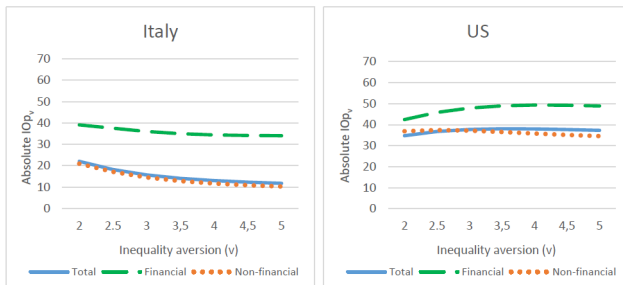 Italy
70
60
50
40
30
20
10
0
Absolute IOpv
2 2.5 3 3,5 4 4,5 5
Inequality aversion (v)
Total Financial Non-financial
US
70
60
50
40
30
20
10
0
Absolute IOpv
2 2.5 3 3,5 4 4,5 5
Inequality aversion (v)
Total Financial Non-financial